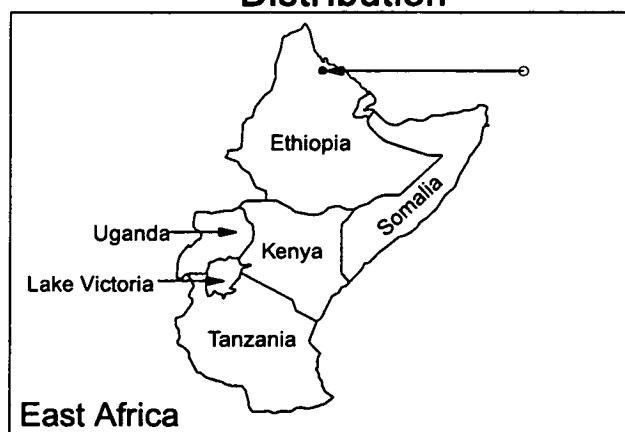 Distribution
Ethiopia
Somalia
Uganda
Kenya
Lake Victoria
Tanzania
East Africa